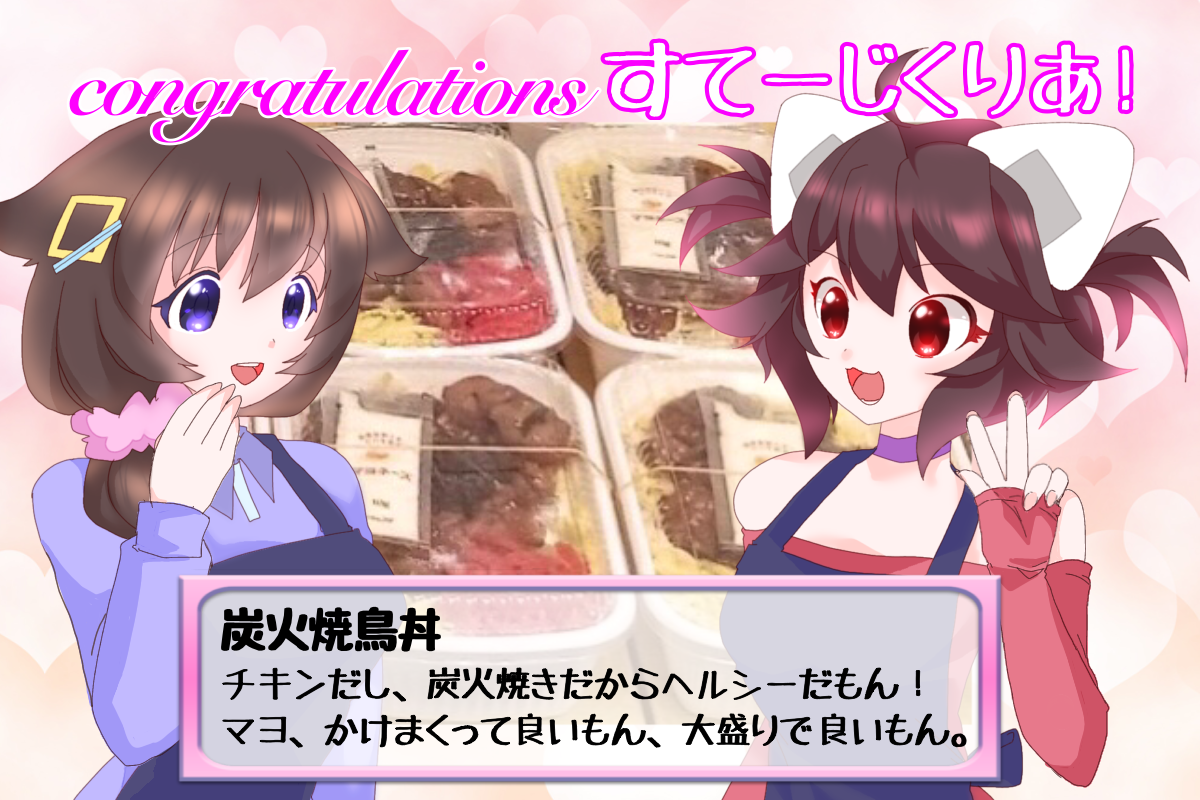 congratulations すてーじくりあ!
炭火焼鳥丼
チキンだし、炭火焼きだからヘルシーだもん！
マヨ、かけまくって良いもん、大盛りで良いもん。